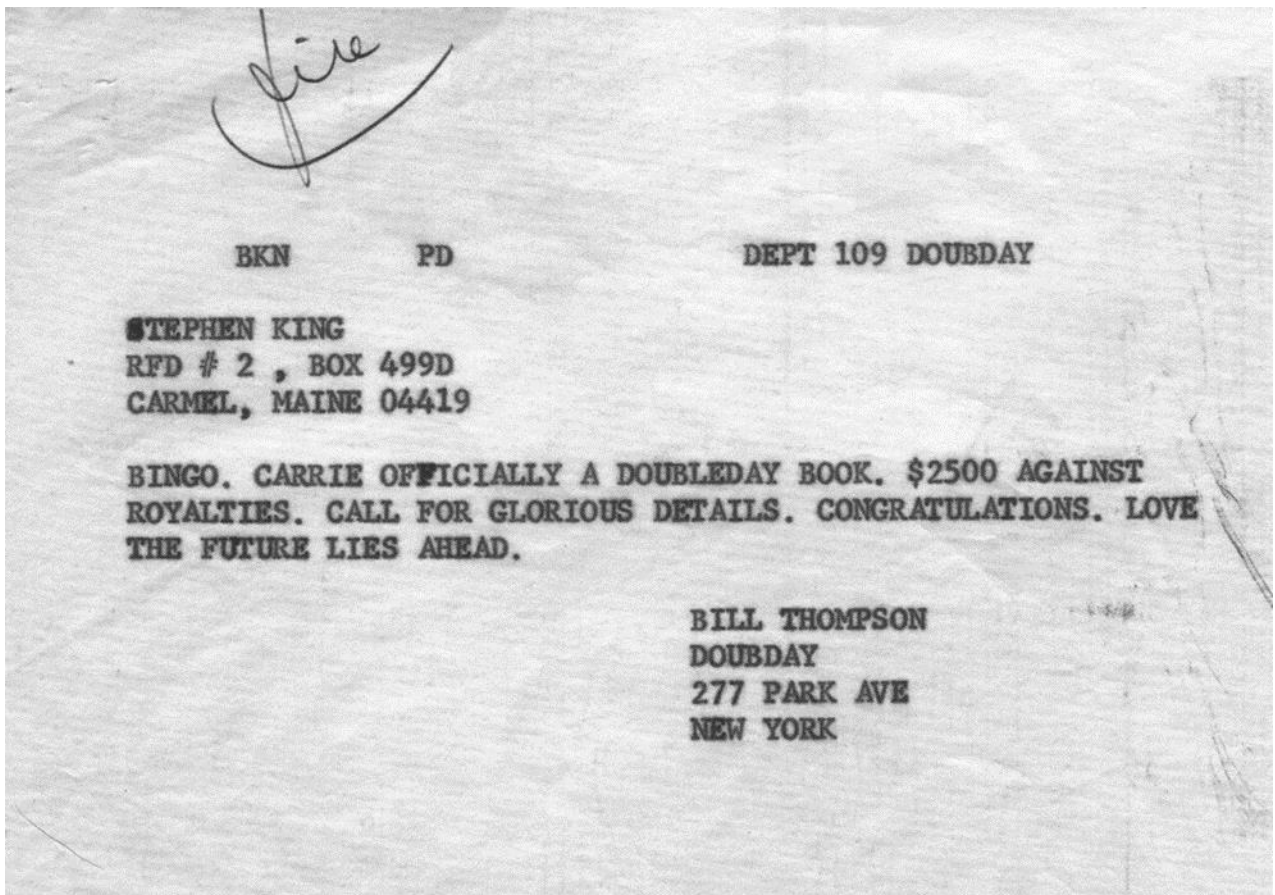 file
BKN PD DEPT 109 DOUBDAY
STEPHEN KING
RFD # 2 , BOX 499D
CARMEL, MAINE 04419
BINGO. CARRIE OFFICIALLY A DOUBLEDAY BOOK. $2500 AGAINST
ROYALTIES. CALL FOR GLORIOUS DETAILS. CONGRATULATIONS. LOVE
THE FUTURE LIES AHEAD.
BILL THOMPSON
DOUBDAY
277 PARK AVE
NEW YORK